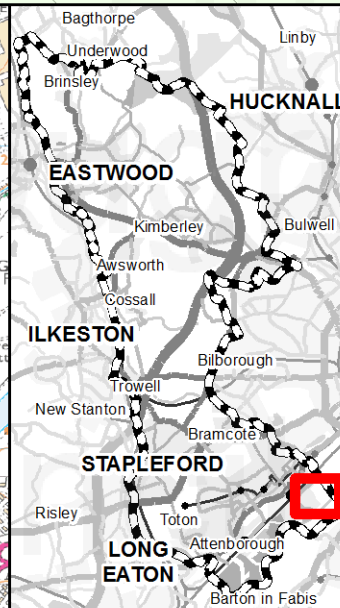 Bagthorpe
Linby
Underwood
Brinsley
HUCKNALL
EASTWOOD
Kimberley
Bulwell
Awsworth
Cossall
ILKESTON
Bilborough
Trowell
New Stanton
Bramcote
STAPLEFORD
Risley
Toton
LONG
EATON
Attenborough
Barton in Fabis